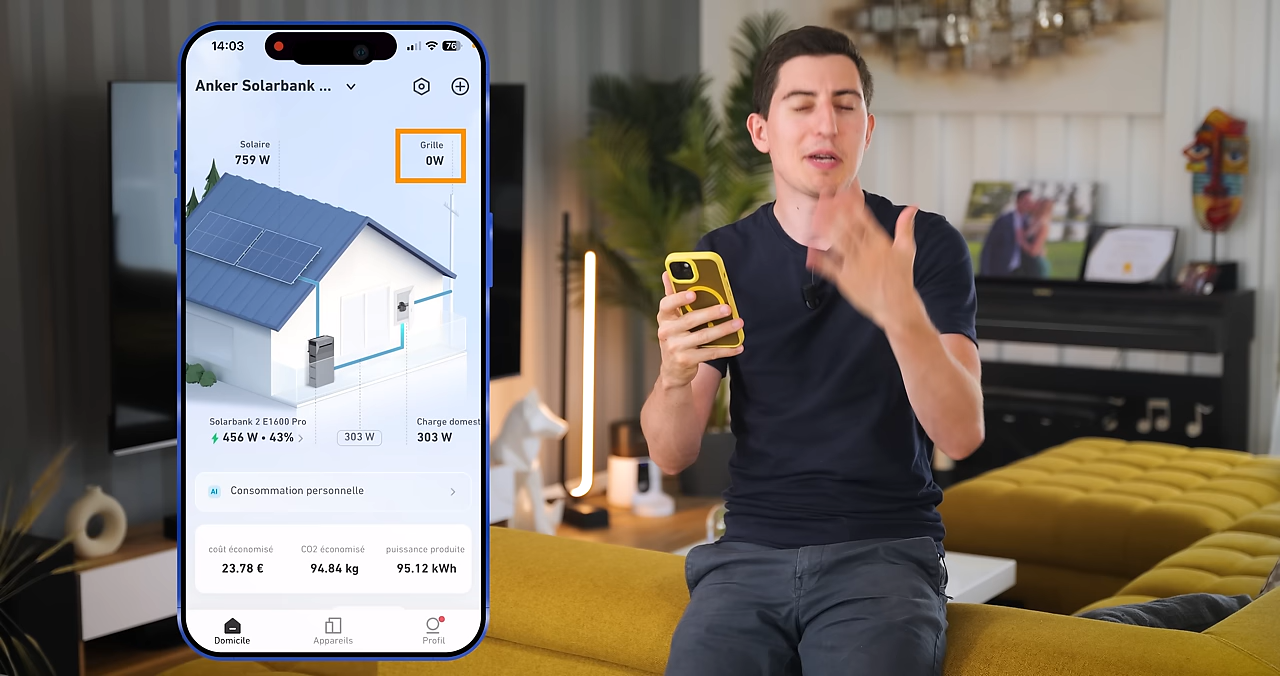 14:03
76
Anker Solarbank ...
Solaire
759 W
Grille
0W
Solarbank 2 E1600 Pro
456 W • 43%
303 W
Charge domest
303 W
AI
Consommation personnelle
coût économisé
CO2 économisé
puissance produite
23.78 €
94.84 kg
95.12 kWh
Domicile
Appareils
Profil